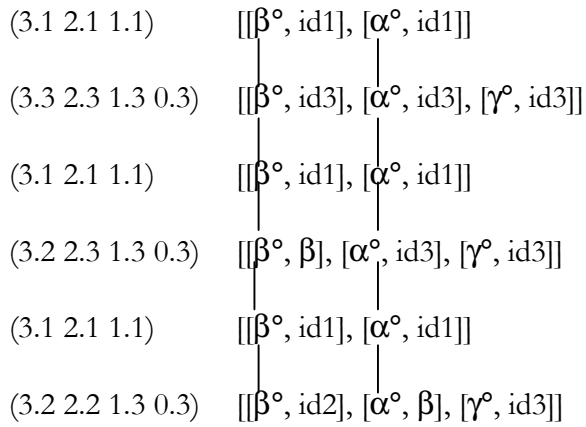 (3.1 2.1 1.1) [[β°, id1], [α°, id1]]
(3.3 2.3 1.3 0.3) [[β°, id3], [α°, id3], [γ°, id3]]
(3.1 2.1 1.1) [[β°, id1], [α°, id1]]
(3.2 2.3 1.3 0.3) [[β°, β], [α°, id3], [γ°, id3]]
(3.1 2.1 1.1) [[β°, id1], [α°, id1]]
(3.2 2.2 1.3 0.3) [[β°, id2], [α°, β], [γ°, id3]]